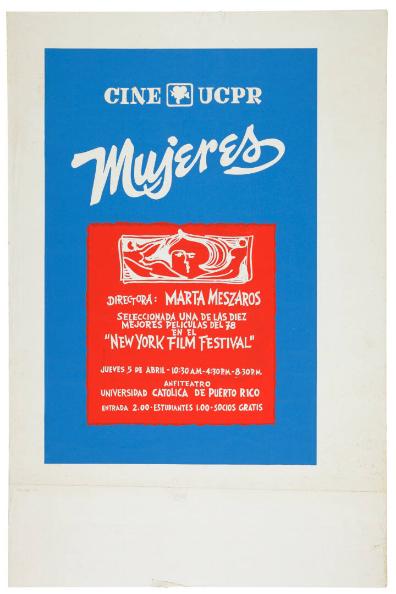 CINE UCPR
Mujeres
DIRECTORA: MARTA MESZAROS
SELECCIONADA UNA DE LAS DIEZ
MEJORES PELICULAS DEL 78
EN EL
"NEW YORK FILM FESTIVAL"
JUEVES 5 DE ABRIL - 10:30 A.M. - 4:30 P.M. - 8:30 P.M.
ANFITEATRO
UNIVERSIDAD CATOLICA DE PUERTO RICO
ENTRADA 2.00 - ESTUDIANTES 1.00 - SOCIOS GRATIS